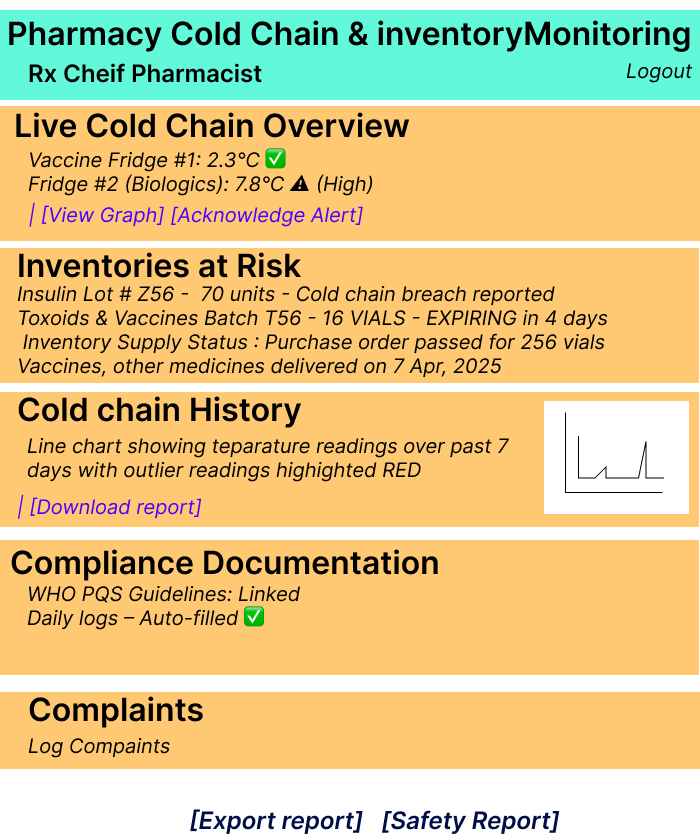 Pharmacy Cold Chain & inventoryMonitoring
Rx Cheif Pharmacist
Logout
Live Cold Chain Overview
Vaccine Fridge #1: 2.3°C ✅
Fridge #2 (Biologics): 7.8°C ⚠ (High)
| [View Graph] [Acknowledge Alert]
Inventories at Risk
Insulin Lot # Z56 - 70 units - Cold chain breach reported
Toxoids & Vaccines Batch T56 - 16 VIALS - EXPIRING in 4 days
Inventory Supply Status : Purchase order passed for 256 vials
Vaccines, other medicines delivered on 7 Apr, 2025
Cold chain History
Line chart showing teparature readings over past 7
days with outlier readings highighted RED
| [Download report]
Compliance Documentation
WHO PQS Guidelines: Linked
Daily logs – Auto-filled ✅
Complaints
Log Compaints
[Export report] [Safety Report]